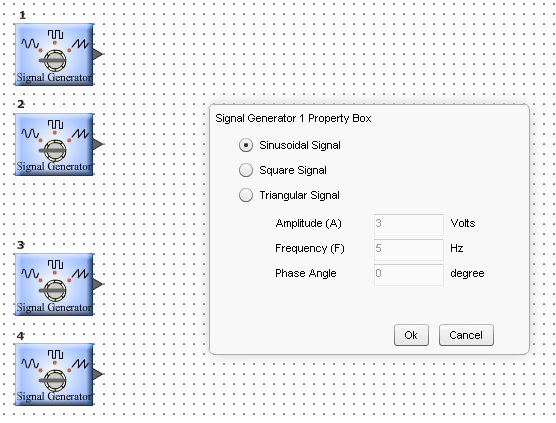 1
Signal Generator
2
Signal Generator
Signal Generator 1 Property Box
Sinusoidal Signal
Square Signal
Triangular Signal
Amplitude (A) 3 Volts
Frequency (F) 5 Hz
Phase Angle 0 degree
Ok Cancel
3
Signal Generator
4
Signal Generator